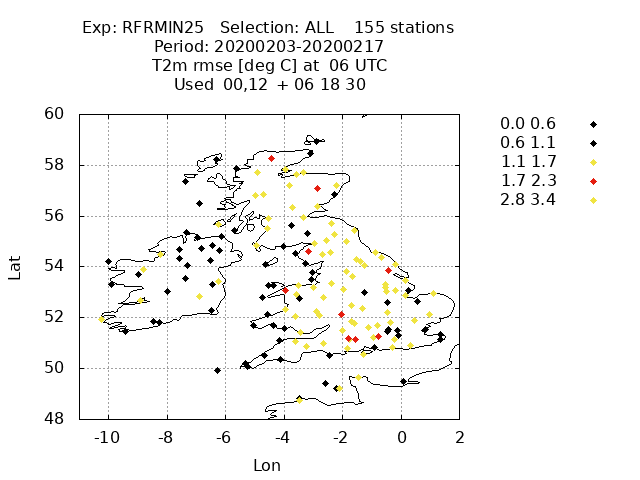 Exp: RFRMIN25 Selection: ALL 155 stations
Period: 20200203-20200217
T2m rmse [deg C] at 06 UTC
Used 00,12 + 06 18 30
60
58
56
54
52
50
48
Lat
-10 -8 -6 -4 -2 0 2
Lon
0.0 0.6
0.6 1.1
1.1 1.7
1.7 2.3
2.8 3.4